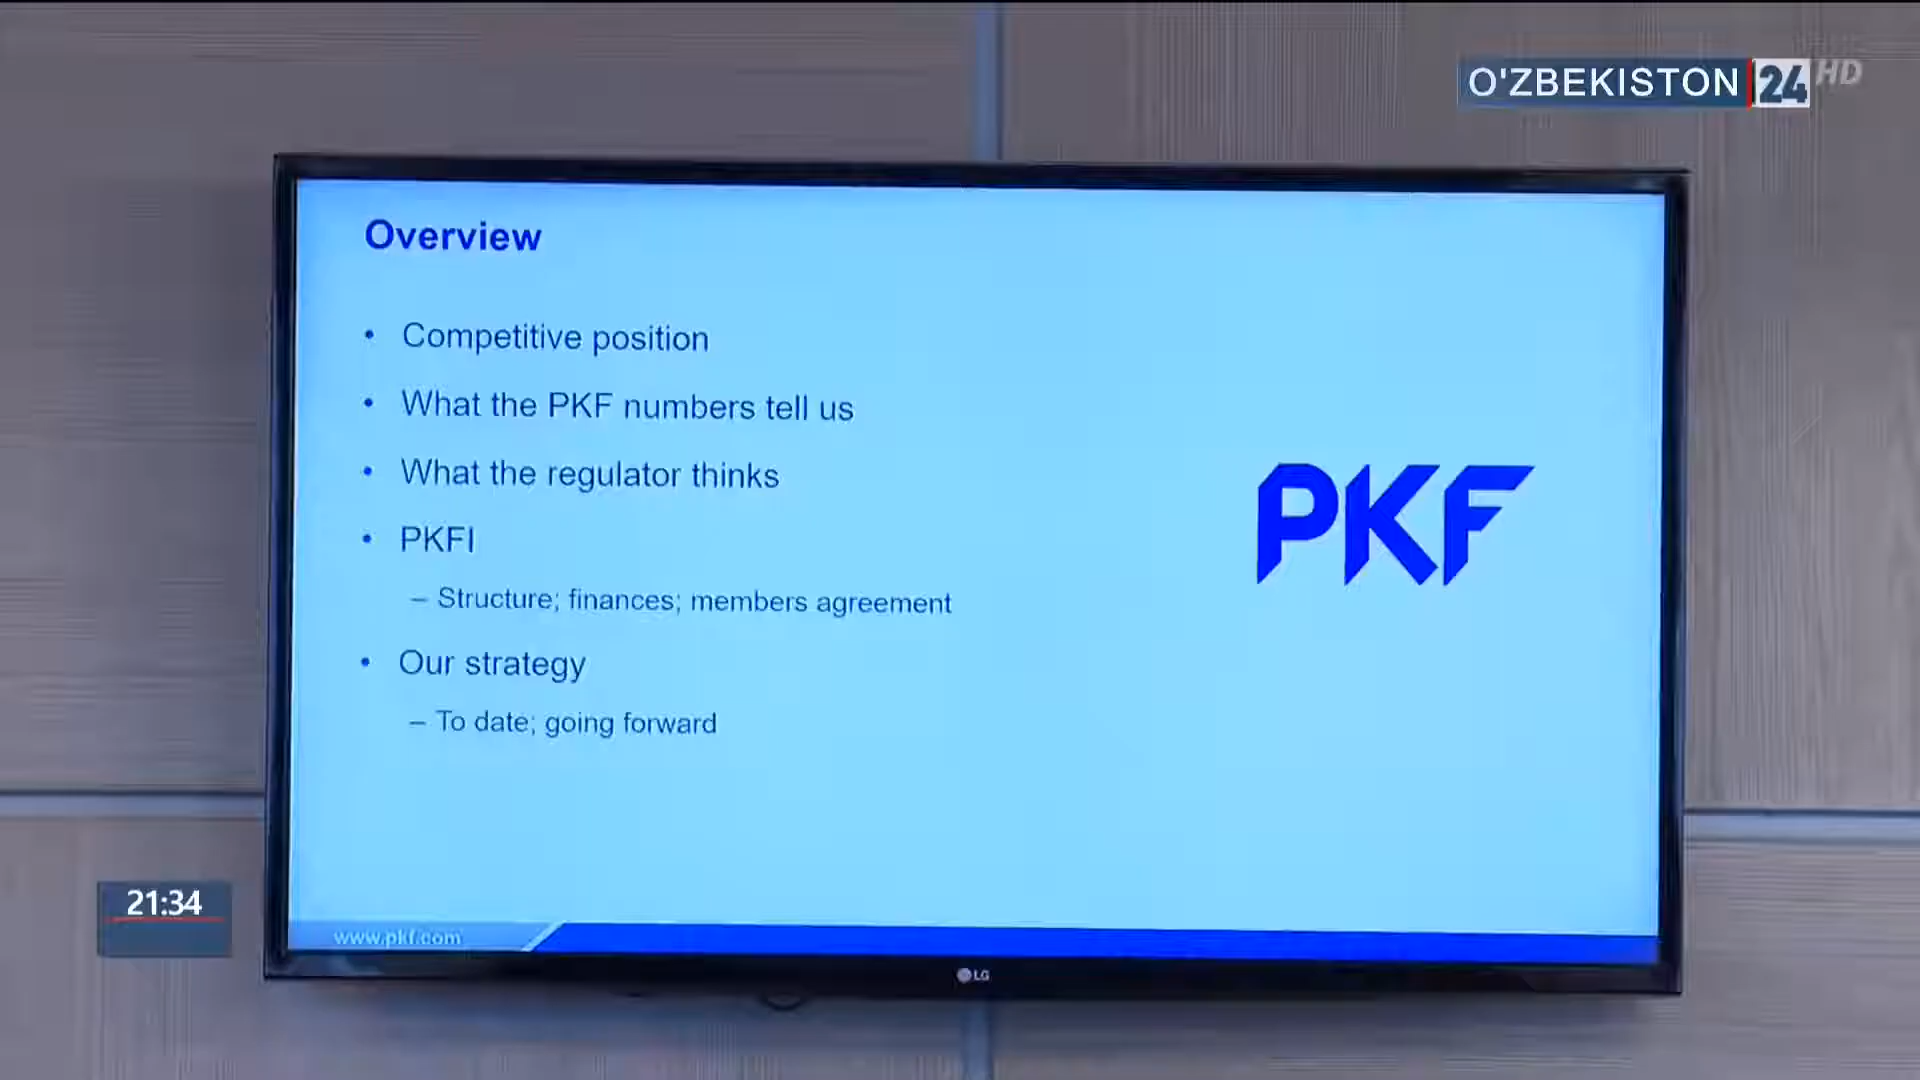 O'ZBEKISTON 24 HD
Overview
• Competitive position
• What the PKF numbers tell us
• What the regulator thinks
• PKFI
– Structure; finances; members agreement
• Our strategy
– To date; going forward
PKF
www.pkf.com
LG
21:34